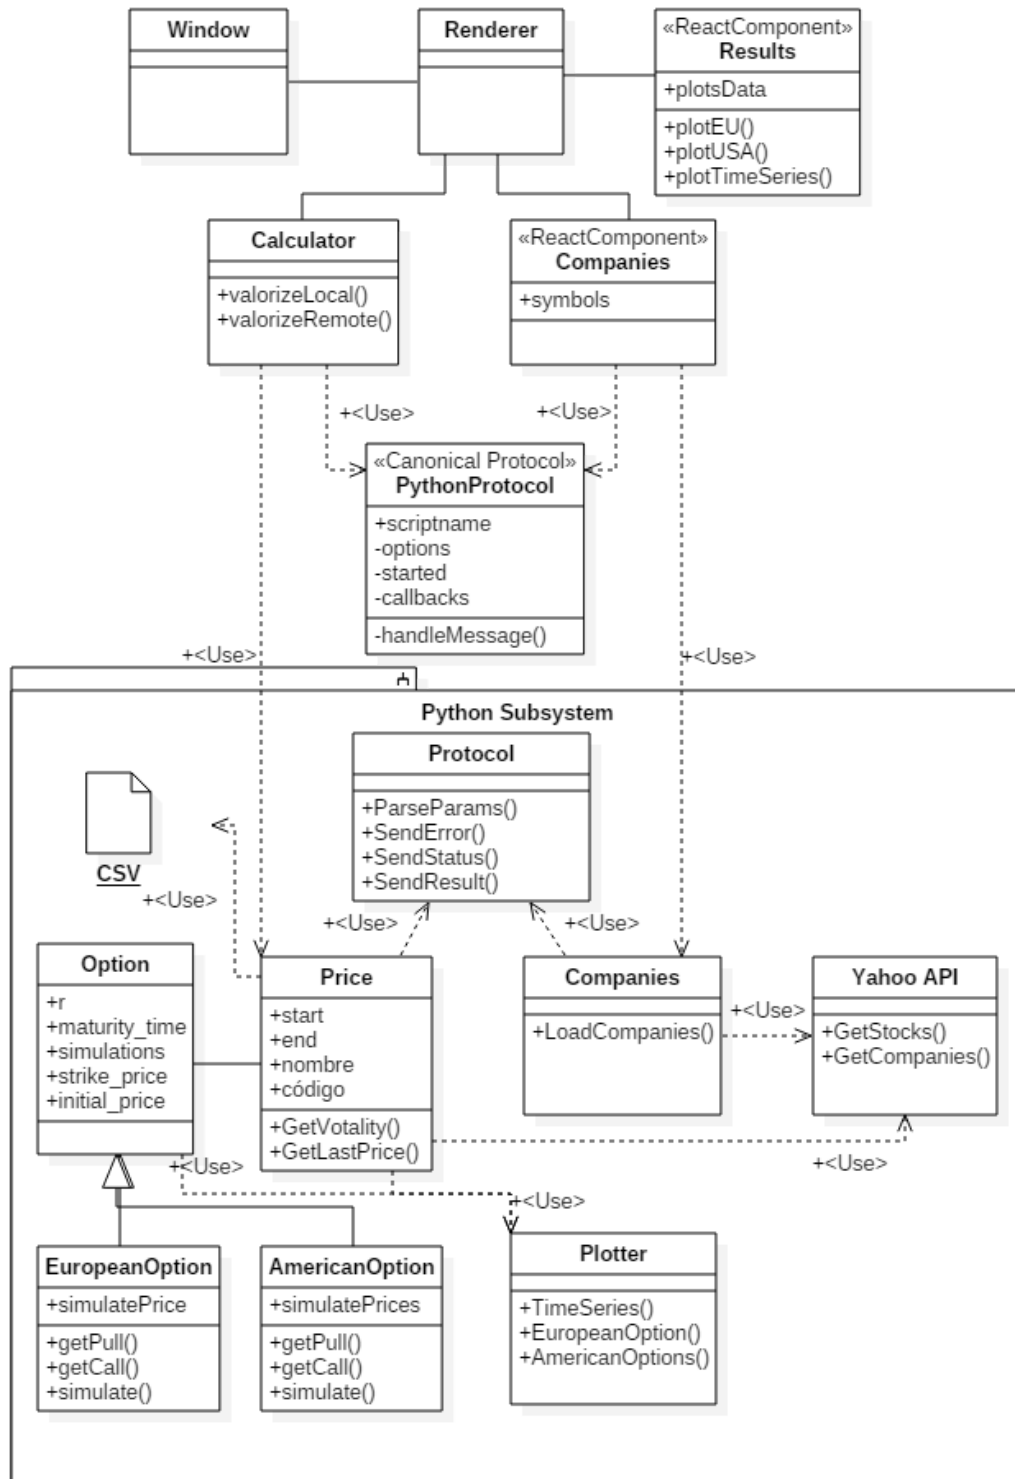 Window
Renderer
«ReactComponent»
Results
+plotsData
+plotEU()
+plotUSA()
+plotTimeSeries()
Calculator
+valorizeLocal()
+valorizeRemote()
«ReactComponent»
Companies
+symbols
+<Use>
+<Use>
«Canonical Protocol»
PythonProtocol
+scriptname
-options
-started
-callbacks
-handleMessage()
+<Use>
+<Use>
Python Subsystem
Protocol
+ParseParams()
+SendError()
+SendStatus()
+SendResult()
CSV
+<Use>
+<Use>
+<Use>
Option
+r
+maturity_time
+simulations
+strike_price
+initial_price
Price
+start
+end
+nombre
+código
+GetVotality()
+GetLastPrice()
Companies
+LoadCompanies()
+<Use>
Yahoo API
+GetStocks()
+GetCompanies()
+<Use>
+<Use>
+<Use>
EuropeanOption
+simulatePrice
+getPull()
+getCall()
+simulate()
AmericanOption
+simulatePrices
+getPull()
+getCall()
+simulate()
Plotter
+TimeSeries()
+EuropeanOption()
+AmericanOptions()